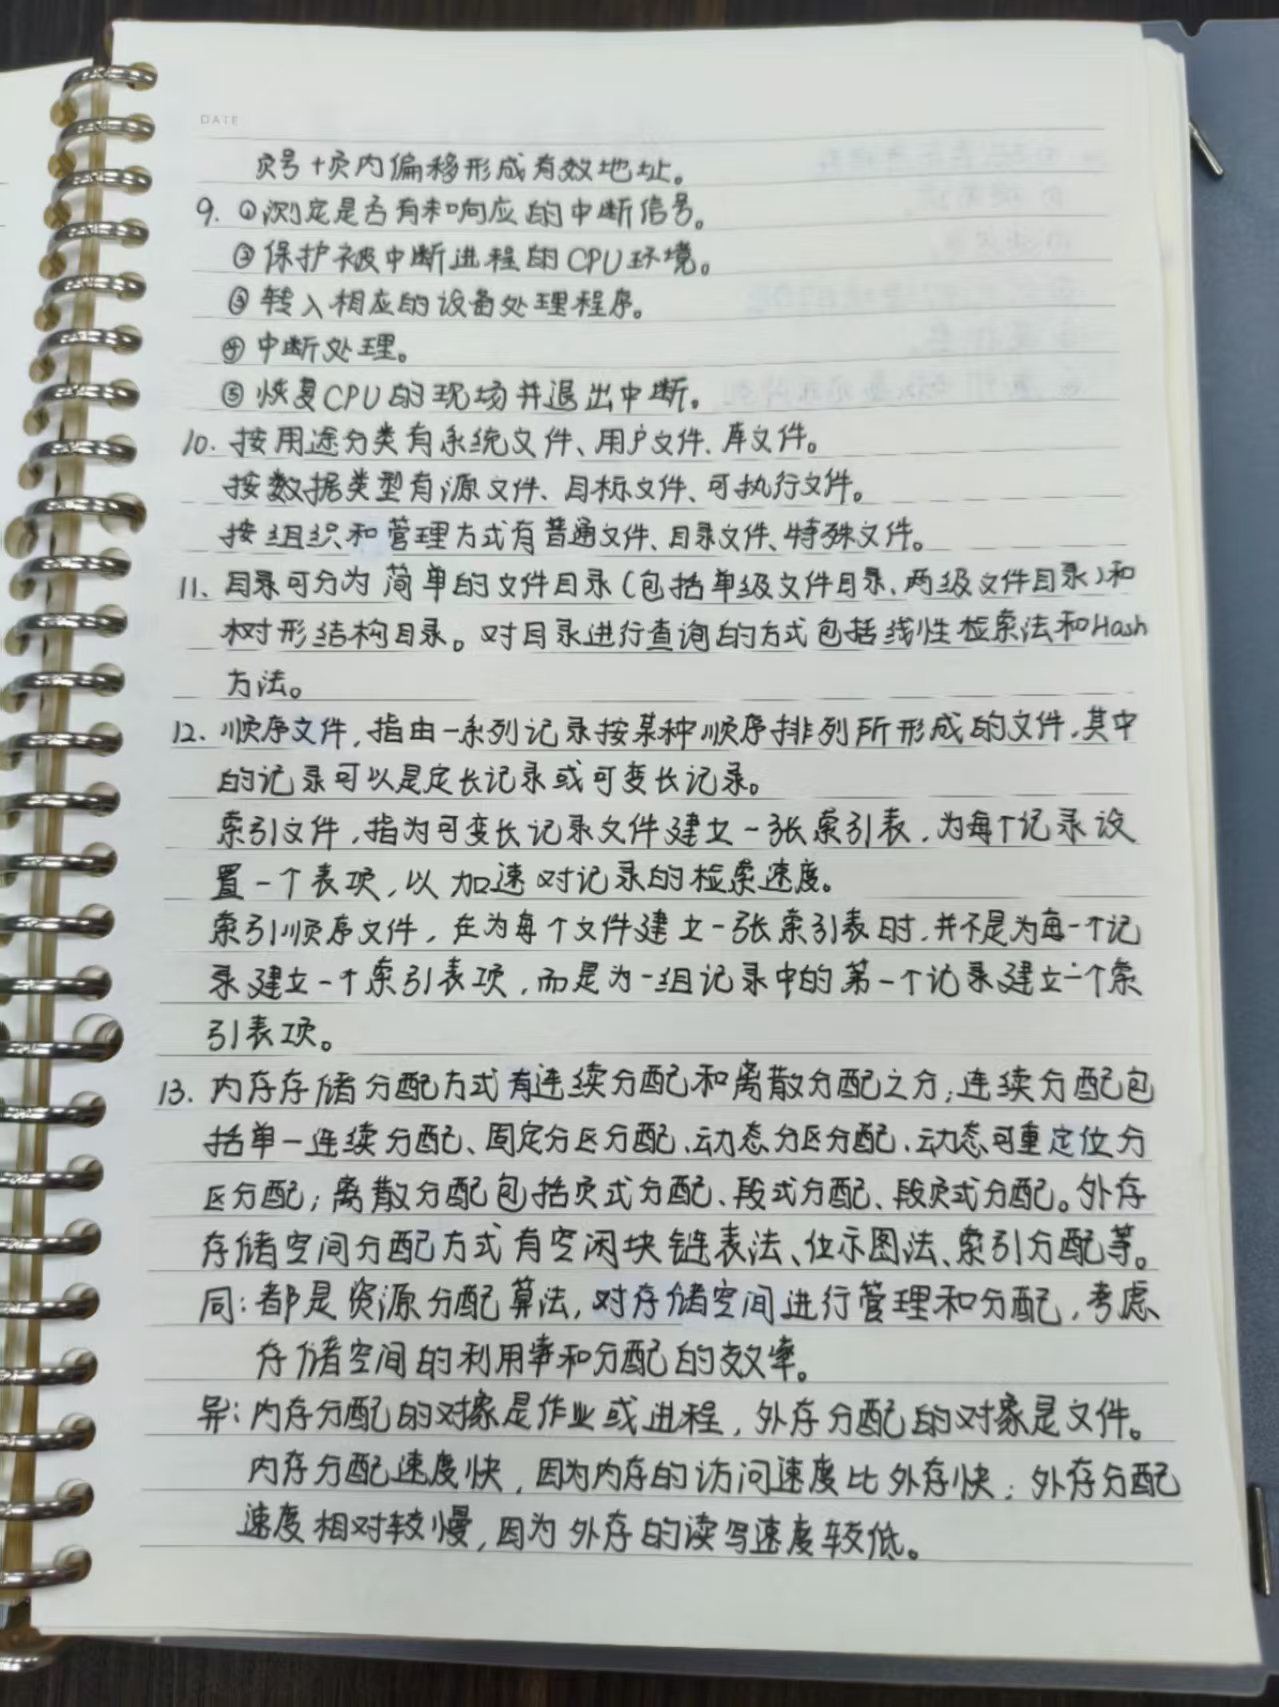 DATE
页号+页内偏移形成有效地址。
9. ①测定是否有未响应的中断信号。
②保护被中断进程的CPU环境。
③转入相应的设备处理程序。
④中断处理。
⑤恢复CPU的现场并退出中断。
10. 按用途分类有系统文件、用户文件、库文件。
按数据类型有源文件、目标文件、可执行文件。
按组织和管理方式有普通文件、目录文件、特殊文件。
11、目录可分为简单的文件目录(包括单级文件目录、两级文件目录)和
树形结构目录。对目录进行查询的方式包括线性检索法和Hash
方法。
12. 顺序文件,指由一系列记录按某种顺序排列所形成的文件,其中
的记录可以是定长记录或可变长记录。
索引文件,指为可变长记录文件建立一张索引表,为每个记录设
置一个表项,以加速对记录的检索速度。
索引顺序文件,在为每个文件建立一张索引表时,并不是为每一个记
录建立一个索引表项,而是为一组记录中的第一个记录建立一个索
引表项。
13. 内存存储分配方式有连续分配和离散分配之分;连续分配包
括单一连续分配、固定分区分配、动态分区分配、动态可重定位分
区分配;离散分配包括页式分配、段式分配、段页式分配。外存
存储空间分配方式有空闲块链表法、位示图法、索引分配等。
同:都是资源分配算法,对存储空间进行管理和分配,考虑
存储空间的利用率和分配的效率。
异:内存分配的对象是作业或进程,外存分配的对象是文件。
内存分配速度快,因为内存的访问速度比外存快;外存分配
速度相对较慢,因为外存的读写速度较低。